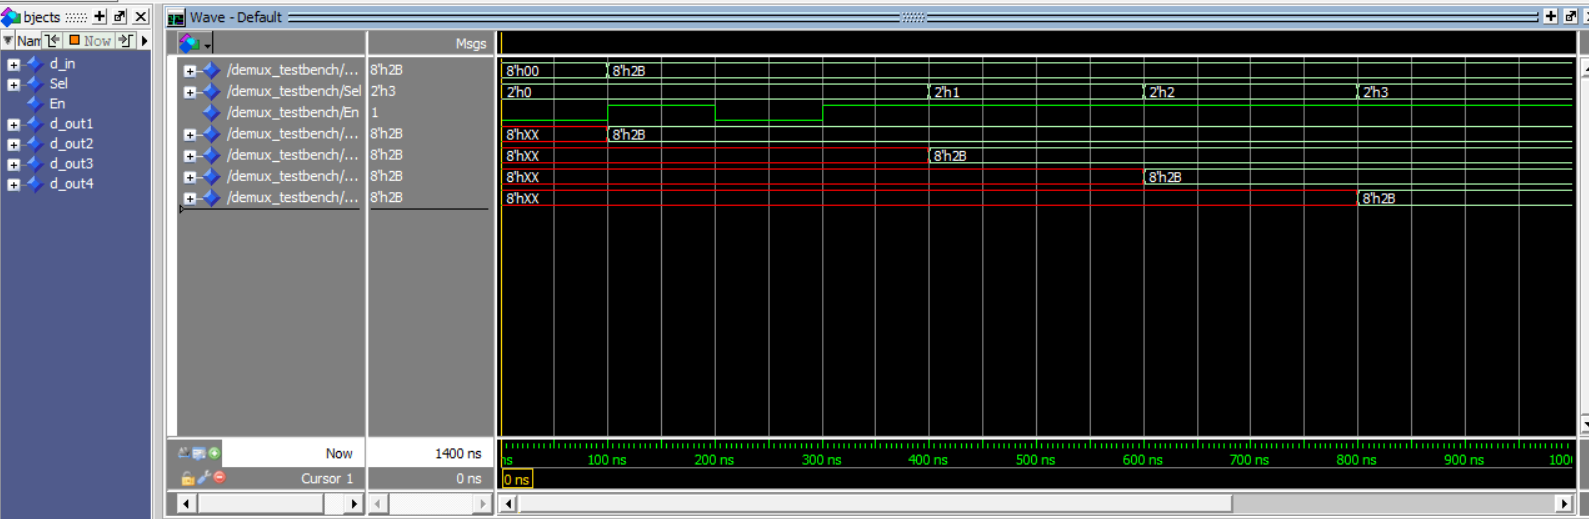 bjects
Wave - Default
Nam
Now
Msgs
d_in
Sel
En
d_out1
d_out2
d_out3
d_out4
/demux_testbench/... 8'h2B 8'h00 8'h2B
/demux_testbench/Sel 2'h3 2'h0 2'h1 2'h2 2'h3
/demux_testbench/En 1
/demux_testbench/... 8'h2B 8'hXX 8'h2B
/demux_testbench/... 8'h2B 8'hXX 8'h2B
/demux_testbench/... 8'h2B 8'hXX 8'h2B
/demux_testbench/... 8'h2B 8'hXX 8'h2B
Now 1400 ns
ns 100 ns 200 ns 300 ns 400 ns 500 ns 600 ns 700 ns 800 ns 900 ns 100
Cursor 1 0 ns 0 ns